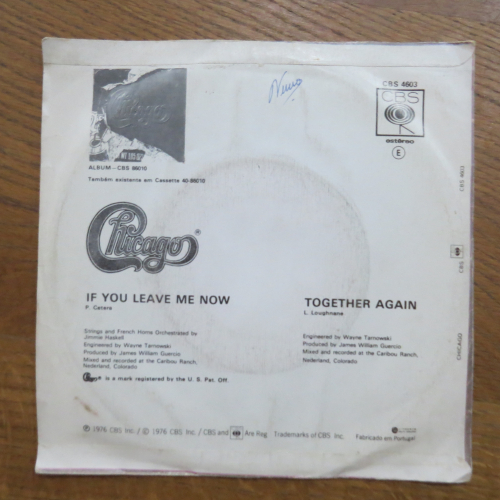 CBS 4603
CBS
estéreo
E
ALBUM - CBS 86010
Também existente em Cassette 40-86010
Chicago®
IF YOU LEAVE ME NOW
P. Cetera
TOGETHER AGAIN
L. Loughnane
Strings and French Horns Orchestrated by
Jimmie Haskell
Engineered by Wayne Tarnowski
Produced by James William Guercio
Mixed and recorded at the Caribou Ranch,
Nederland, Colorado
Engineered by Wayne Tarnowski
Produced by James William Guercio
Mixed and recorded at the Caribou Ranch,
Nederland, Colorado
Chicago® is a mark registered by the U. S. Pat. Off.
℗ 1976 CBS Inc. / © 1976 CBS Inc. / CBS and Are Reg. Trademarks of CBS Inc. Fabricado em Portugal
CBS 4603
CBS
CHICAGO